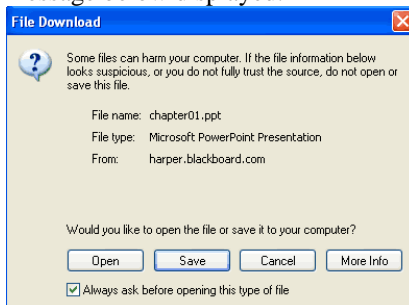 File Download
Some files can harm your computer. If the file information below
looks suspicious, or you do not fully trust the source, do not open or
save this file.
File name: chapter01.ppt
File type: Microsoft PowerPoint Presentation
From: harper.blackboard.com
Would you like to open the file or save it to your computer?
Open Save Cancel More Info
Always ask before opening this type of file